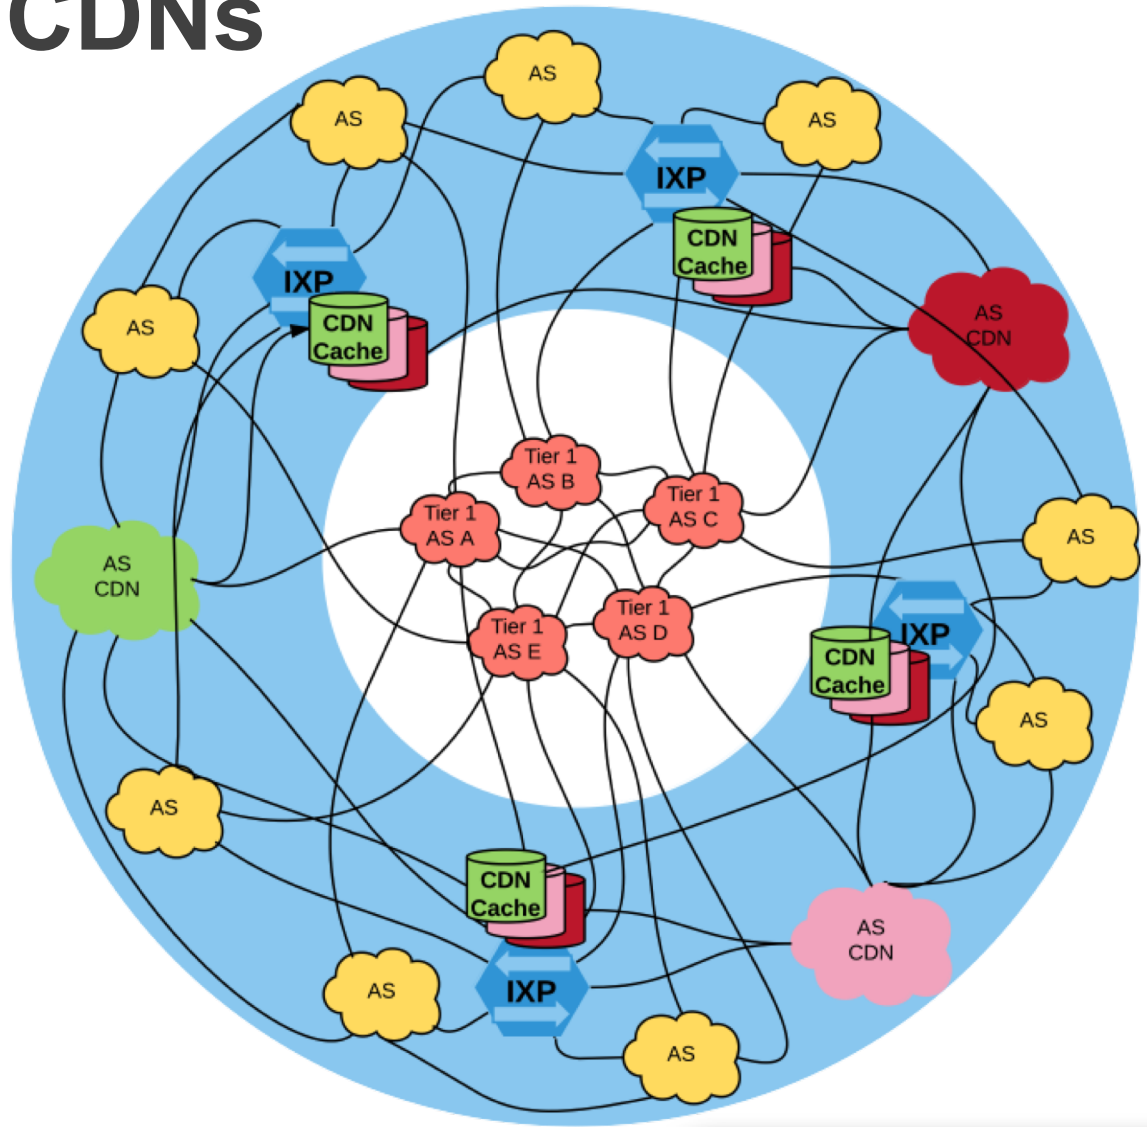 CDNs
AS
AS
AS
IXP
CDN
Cache
IXP
CDN
Cache
AS
AS
CDN
Tier 1
AS B
Tier 1
AS A
Tier 1
AS C
AS
CDN
AS
Tier 1
AS E
Tier 1
AS D
IXP
CDN
Cache
AS
AS
CDN
Cache
AS
CDN
AS
IXP
AS